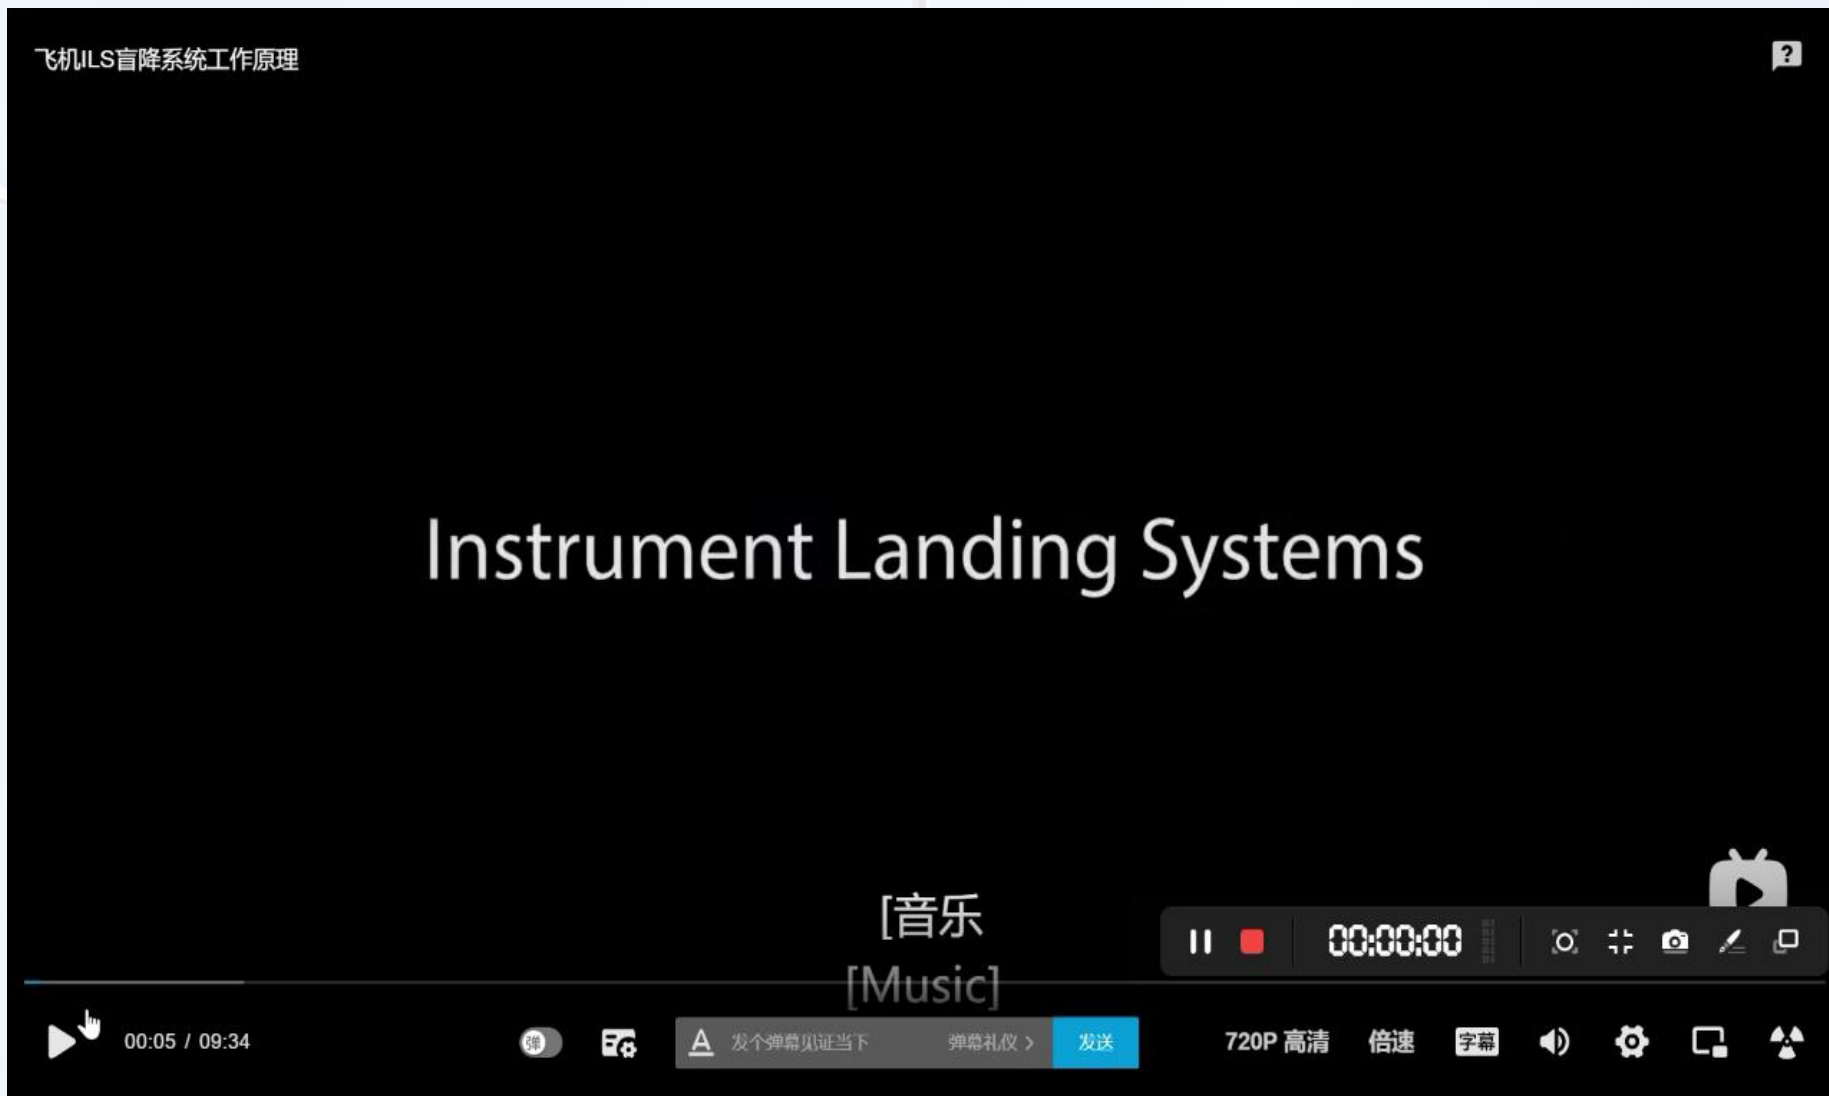 飞机ILS盲降系统工作原理
Instrument Landing Systems
[音乐
[Music]
00:00:00
00:05 / 09:34
弹
A 发个弹幕见证当下 弹幕礼仪 > 发送
720P 高清 倍速 字幕